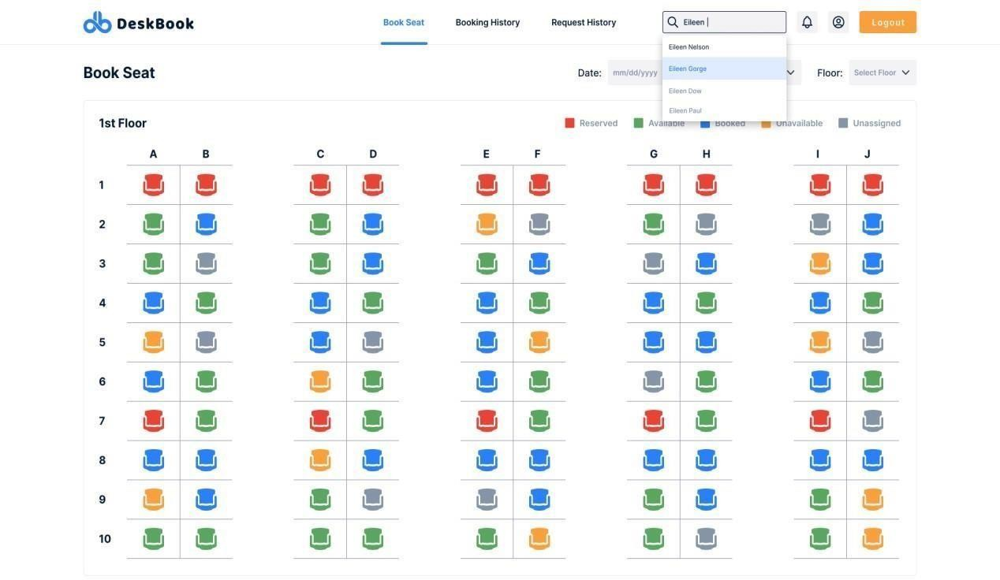 DeskBook
Book Seat Booking History Request History
Eileen
Logout
Eileen Nelson
Eileen Gorge
Eileen Dow
Eileen Paul
Book Seat
Date: mm/dd/yyyy
Floor: Select Floor
1st Floor
Reserved Available Booked Unavailable Unassigned
A B C D E F G H I J
1
2
3
4
5
6
7
8
9
10